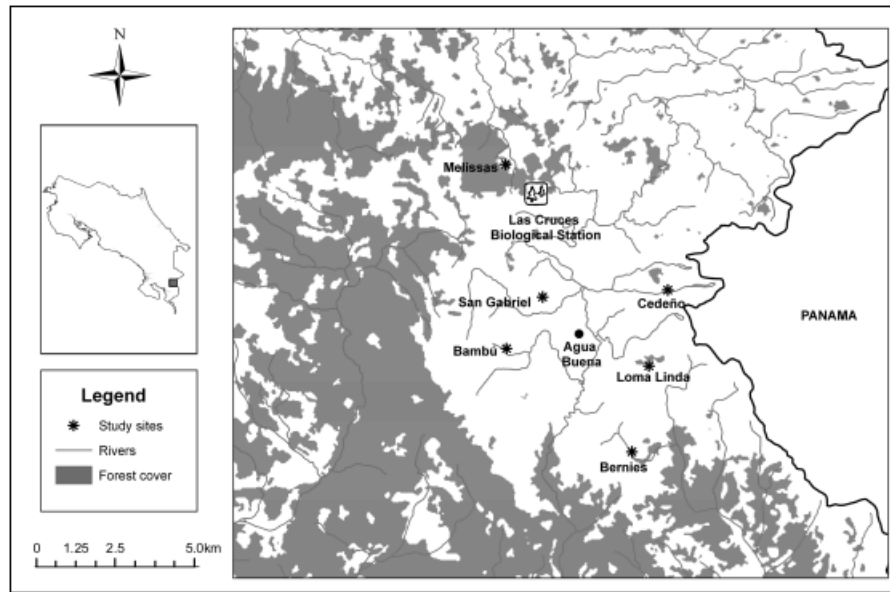 N
Melissas
Las Cruces
Biological Station
San Gabriel
Cedeño
PANAMA
Bambú
Agua
Buena
Loma Linda
Bernies
Legend
Study sites
Rivers
Forest cover
0 1.25 2.5 5.0km